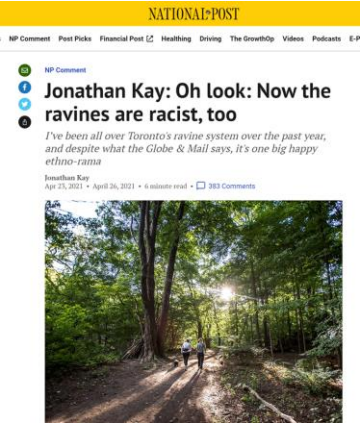 NATIONAL POST
NP Comment Post Picks Financial Post Healthing Driving The GrowthOp Videos Podcasts E-P
NP Comment
Jonathan Kay: Oh look: Now the
ravines are racist, too
I've been all over Toronto's ravine system over the past year,
and despite what the Globe & Mail says, it's one big happy
ethno-rama
Jonathan Kay
Apr 23, 2021 • April 26, 2021 • 6 minute read • 383 Comments